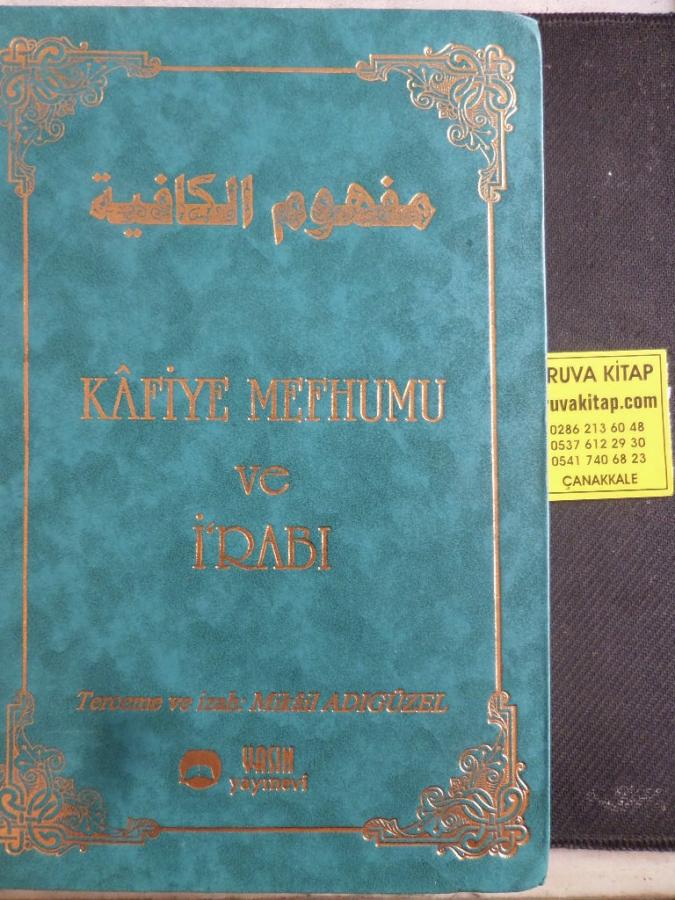 مفهوم الكافية
KÂFİYE MEFHUMU
ve
İ'RABI
Terceme ve izah: Mikâil ADIGÜZEL
YASİN
yayınevi
RUVA KİTAP
ruvakitap.com
0286 213 60 48
0537 612 29 30
0541 740 68 23
ÇANAKKALE